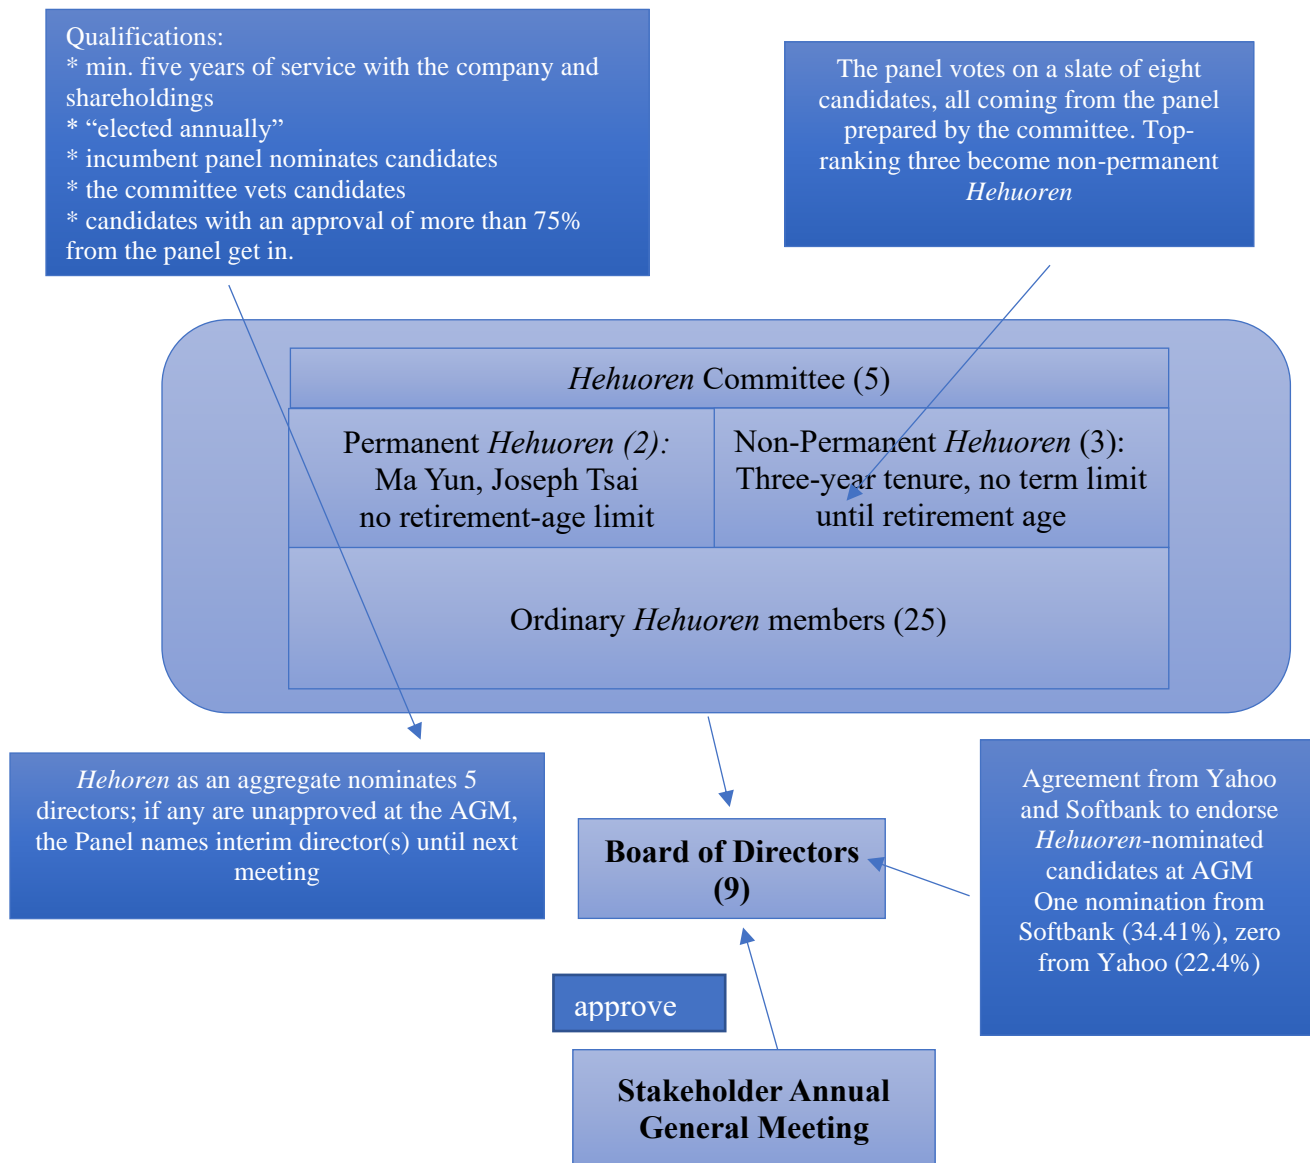 Qualifications:
* min. five years of service with the company and
shareholdings
* “elected annually”
* incumbent panel nominates candidates
* the committee vets candidates
* candidates with an approval of more than 75%
from the panel get in.
The panel votes on a slate of eight
candidates, all coming from the panel
prepared by the committee. Top-
ranking three become non-permanent
Hehuoren
Hehuoren Committee (5)
Permanent Hehuoren (2):
Ma Yun, Joseph Tsai
no retirement-age limit
Non-Permanent Hehuoren (3):
Three-year tenure, no term limit
until retirement age
Ordinary Hehuoren members (25)
Hehoren as an aggregate nominates 5
directors; if any are unapproved at the AGM,
the Panel names interim director(s) until next
meeting
Board of Directors
(9)
Agreement from Yahoo
and Softbank to endorse
Hehuoren-nominated
candidates at AGM
One nomination from
Softbank (34.41%), zero
from Yahoo (22.4%)
approve
Stakeholder Annual
General Meeting